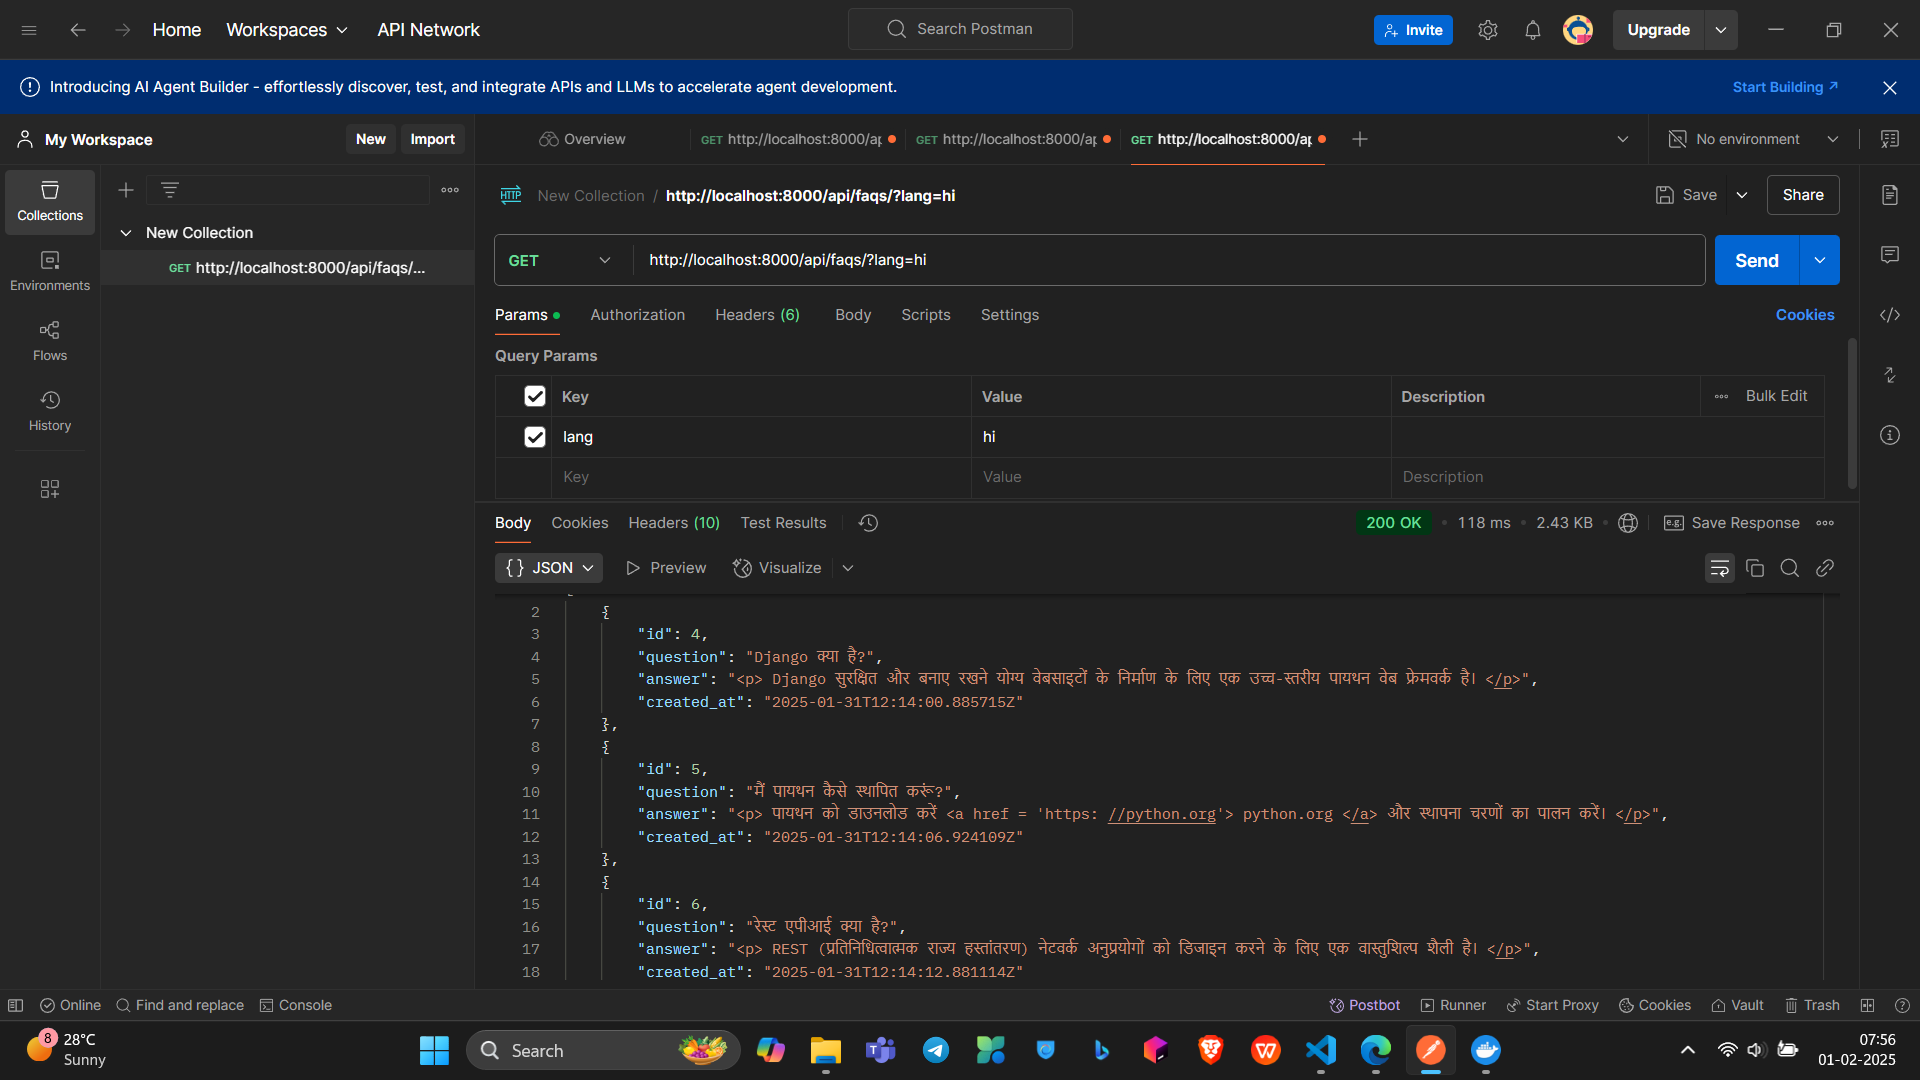 Home Workspaces API Network Search Postman Invite Upgrade
Introducing AI Agent Builder - effortlessly discover, test, and integrate APIs and LLMs to accelerate agent development. Start Building
My Workspace New Import Overview GET http://localhost:8000/ap GET http://localhost:8000/ap GET http://localhost:8000/ap No environment
Collections
Environments
Flows
History
New Collection
GET http://localhost:8000/api/faqs/...
HTTP New Collection / http://localhost:8000/api/faqs/?lang=hi Save Share
GET http://localhost:8000/api/faqs/?lang=hi Send
Params Authorization Headers (6) Body Scripts Settings Cookies
Query Params
Key Value Description Bulk Edit
lang hi
Key Value Description
Body Cookies Headers (10) Test Results 200 OK 118 ms 2.43 KB e.g. Save Response
{} JSON Preview Visualize
2 {
3 "id": 4,
4 "question": "Django क्या है?",
5 "answer": "<p> Django सुरक्षित और बनाए रखने योग्य वेबसाइटों के निर्माण के लिए एक उच्च-स्तरीय पायथन वेब फ्रेमवर्क है। </p>",
6 "created_at": "2025-01-31T12:14:00.885715Z"
7 },
8 {
9 "id": 5,
10 "question": "मैं पायथन कैसे स्थापित करूं?",
11 "answer": "<p> पायथन को डाउनलोड करें <a href = 'https: //python.org'> python.org </a> और स्थापना चरणों का पालन करें। </p>",
12 "created_at": "2025-01-31T12:14:06.924109Z"
13 },
14 {
15 "id": 6,
16 "question": "रेस्ट एपीआई क्या है?",
17 "answer": "<p> REST (प्रतिनिधित्वात्मक राज्य हस्तांतरण) नेटवर्क अनुप्रयोगों को डिजाइन करने के लिए एक वास्तुशिल्प शैली है। </p>",
18 "created_at": "2025-01-31T12:14:12.881114Z"
Online Find and replace Console Postbot Runner Start Proxy Cookies Vault Trash
8 28°C
Sunny
Search
07:56
01-02-2025